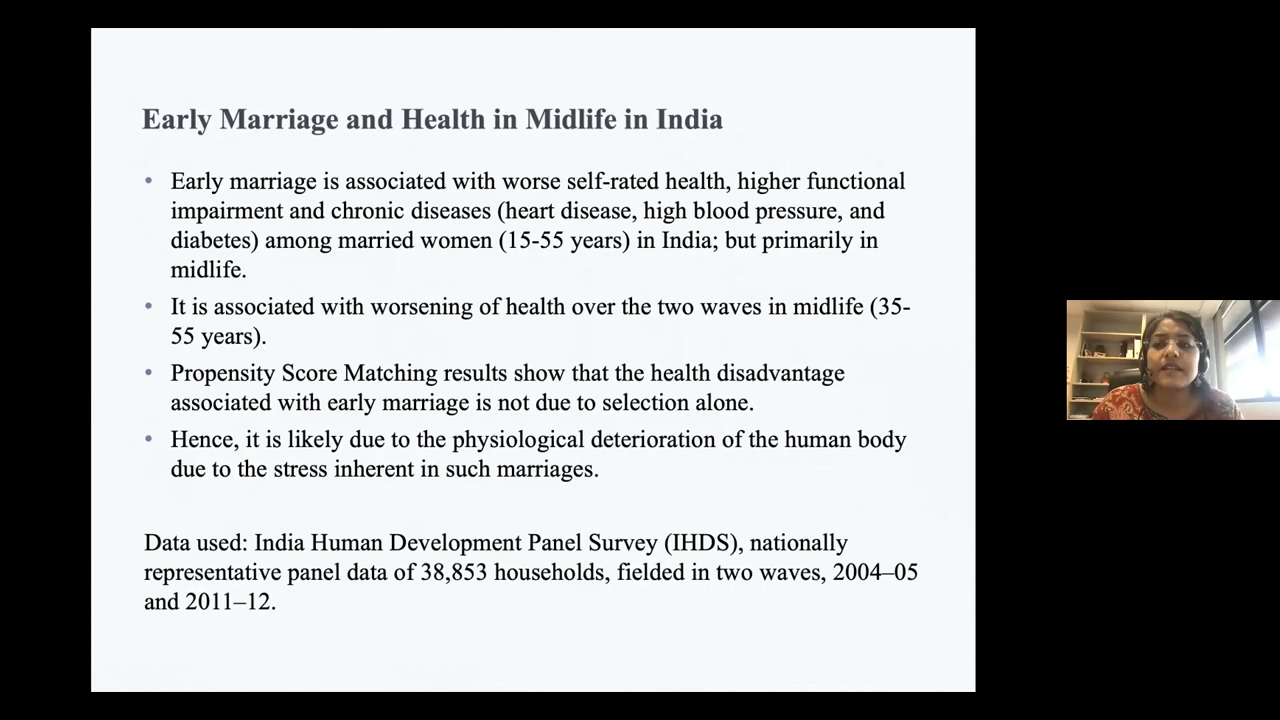 Early Marriage and Health in Midlife in India
• Early marriage is associated with worse self-rated health, higher functional
impairment and chronic diseases (heart disease, high blood pressure, and
diabetes) among married women (15-55 years) in India; but primarily in
midlife.
• It is associated with worsening of health over the two waves in midlife (35-
55 years).
• Propensity Score Matching results show that the health disadvantage
associated with early marriage is not due to selection alone.
• Hence, it is likely due to the physiological deterioration of the human body
due to the stress inherent in such marriages.
Data used: India Human Development Panel Survey (IHDS), nationally
representative panel data of 38,853 households, fielded in two waves, 2004–05
and 2011–12.